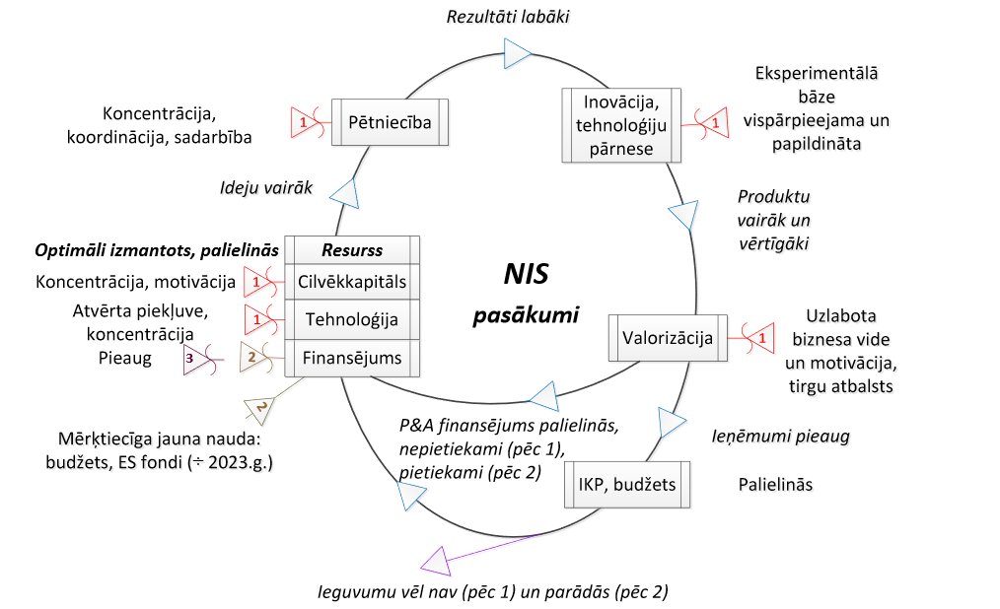 Rezultāti labāki
Koncentrācija,
koordinācija, sadarbība
1
Pētniecība
Inovācija,
tehnoloģiju
pārnese
1
Eksperimentālā
bāze
vispārpieejama un
papildināta
Ideju vairāk
Produktu
vairāk un
vērtīgāki
Optimāli izmantots, palielinās
Resurss
Koncentrācija, motivācija
1
Cilvēkkapitāls
Atvērta piekļuve,
koncentrācija
1
Tehnoloģija
Pieaug
3
2
Finansējums
2
NIS
pasākumi
Valorizācija
1
Uzlabota
biznesa vide
un motivācija,
tirgu atbalsts
Mērķtiecīga jauna nauda:
budžets, ES fondi (÷ 2023.g.)
P&A finansējums palielinās,
nepietiekami (pēc 1),
pietiekami (pēc 2)
Ieņēmumi pieaug
IKP, budžets
Palielinās
Ieguvumu vēl nav (pēc 1) un parādās (pēc 2)